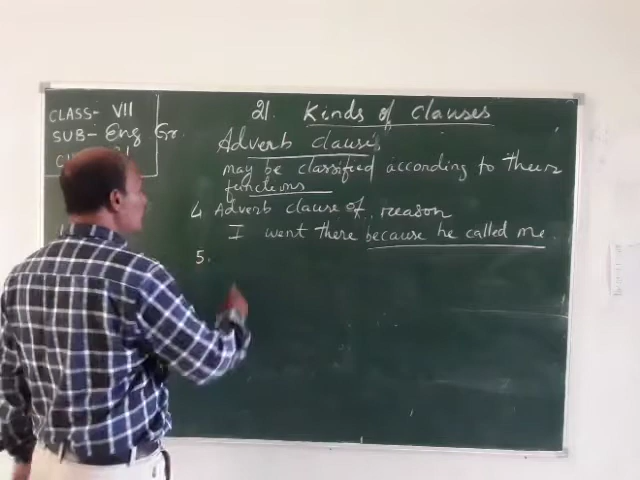 CLASS- VII
SUB- Eng Gr.
21. Kinds of Clauses
Adverb clauses
may be classified according to their
functions
4. Adverb clause of reason
I went there because he called me.
5.